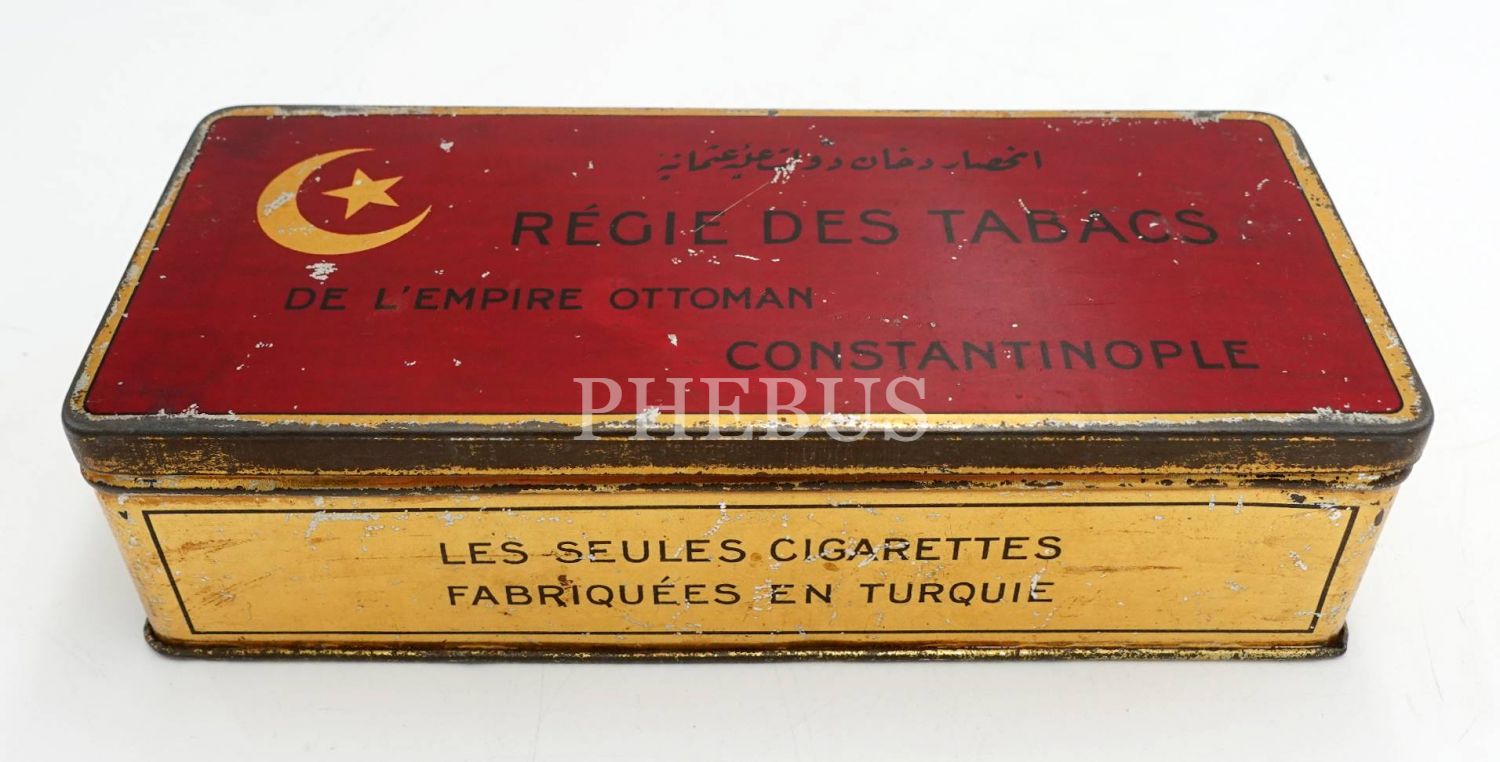 انحصار دخان دولت علیه عثمانیه
RÉGIE DES TABACS
DE L'EMPIRE OTTOMAN
CONSTANTINOPLE
PHEBUS
LES SEULES CIGARETTES
FABRIQUÉES EN TURQUIE